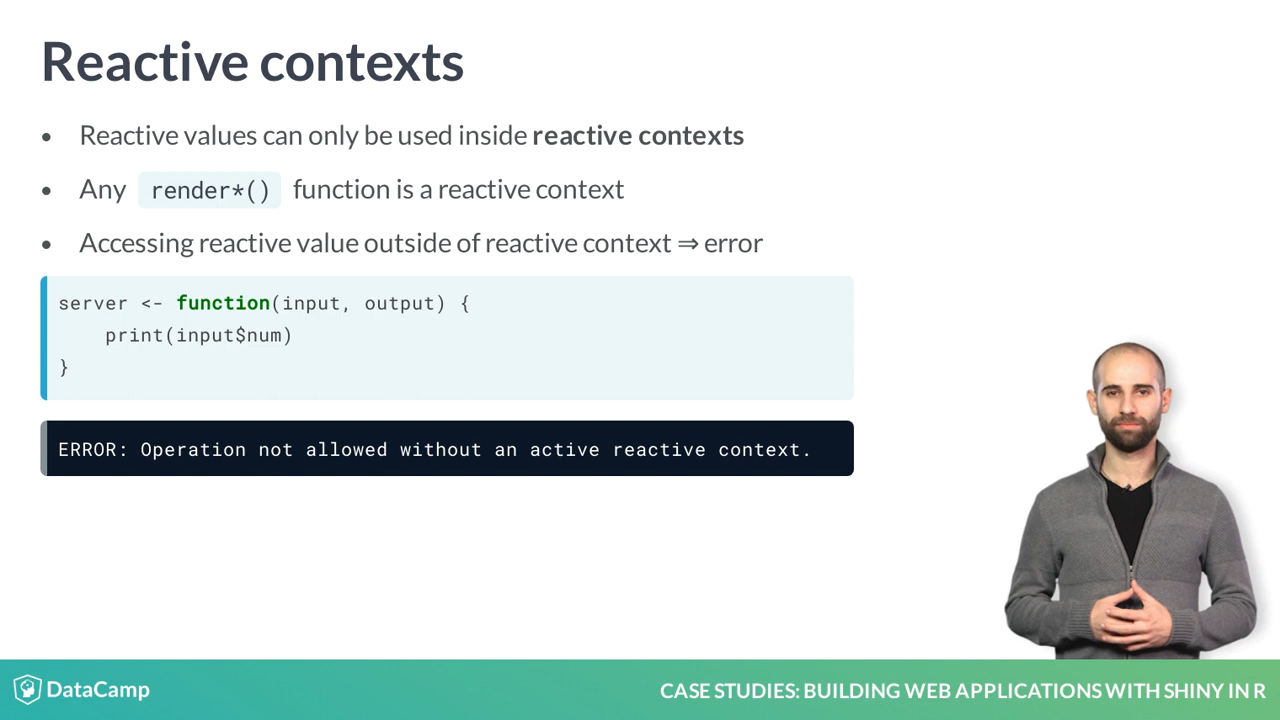 Reactive contexts
• Reactive values can only be used inside reactive contexts
• Any render*() function is a reactive context
• Accessing reactive value outside of reactive context ⇒ error
server <- function(input, output) {
    print(input$num)
}
ERROR: Operation not allowed without an active reactive context.
DataCamp
CASE STUDIES: BUILDING WEB APPLICATIONS WITH SHINY IN R